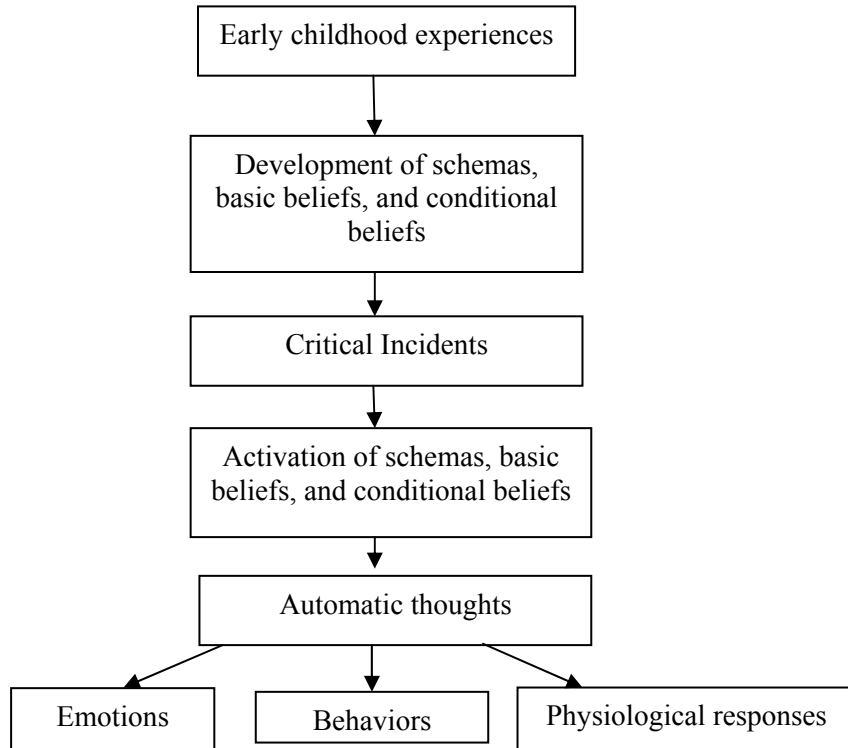 Early childhood experiences
Development of schemas,
basic beliefs, and conditional
beliefs
Critical Incidents
Activation of schemas, basic
beliefs, and conditional beliefs
Automatic thoughts
Emotions
Behaviors
Physiological responses